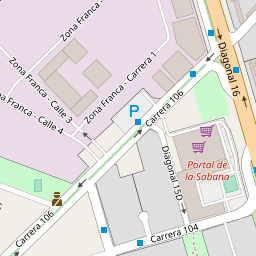 Zona Franca
Zona Franca - Carrera 1
Diagonal 16
Zona Franca - Calle 3
Zona Franca - Calle 4
P
Carrera 106
Portal de
la Sabana
Diagonal 15D
Carrera 106
Carrera 104